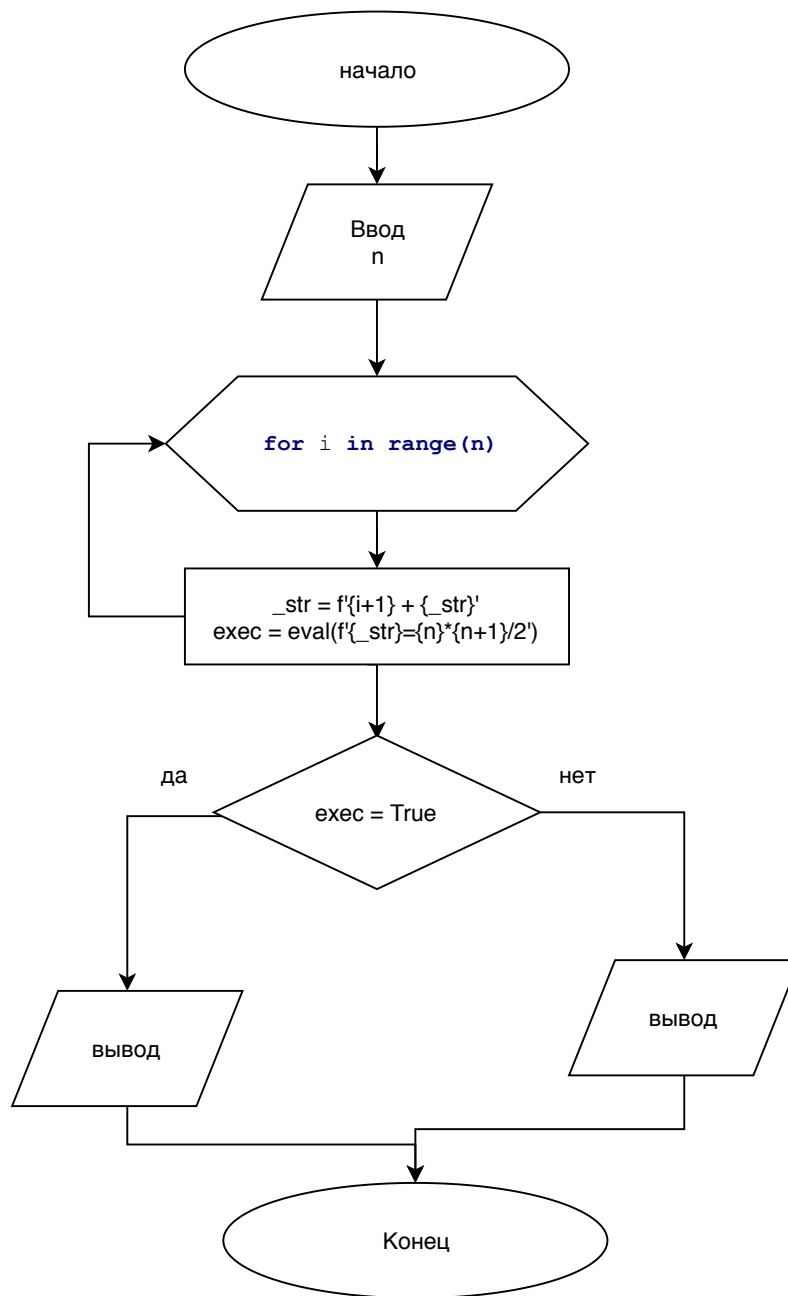 начало
Ввод
n
for i in range(n)
_str = f'{i+1} + {_str}'
exec = eval(f'{_str}={n}*{n+1}/2')
да
нет
exec = True
вывод
вывод
Конец